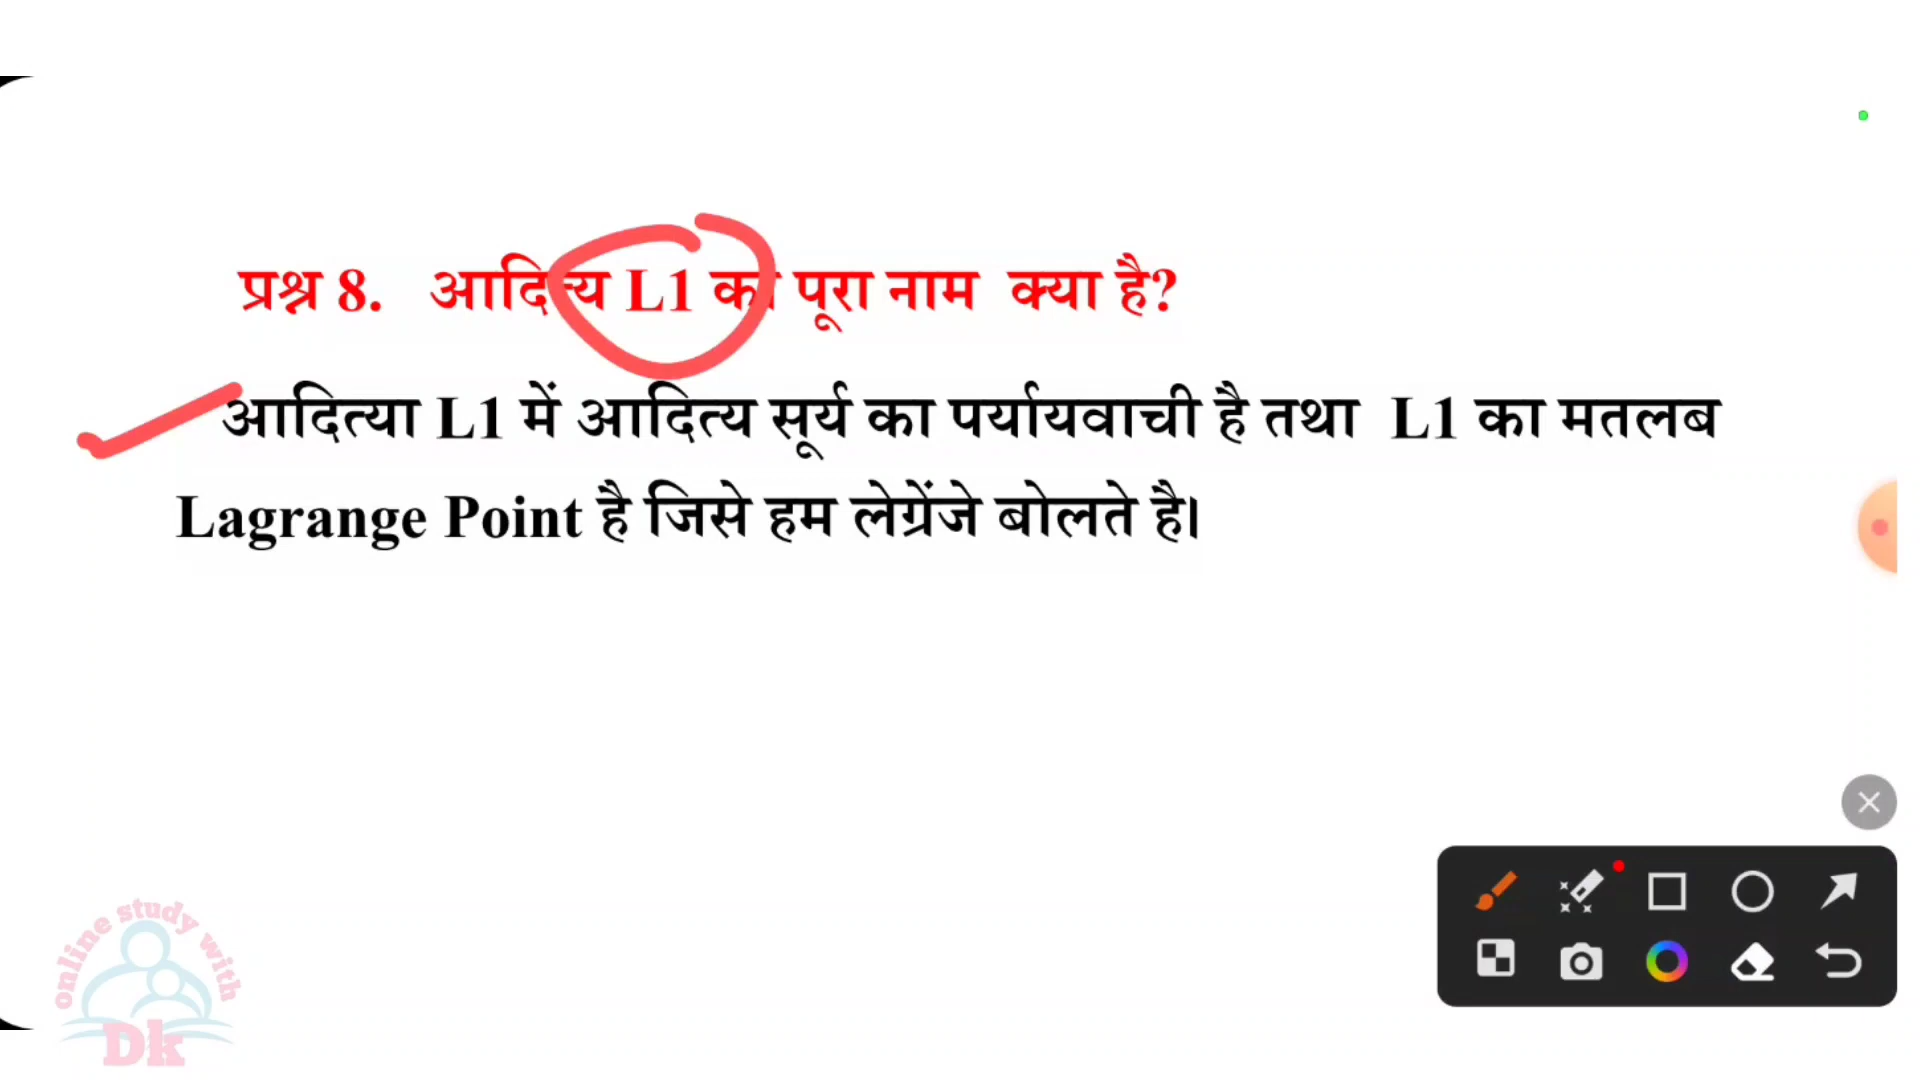 प्रश्न 8. आदित्य L1 का पूरा नाम क्या है?
आदित्या L1 में आदित्य सूर्य का पर्यायवाची है तथा L1 का मतलब
Lagrange Point है जिसे हम लेग्रेंजे बोलते है।
online study with
Dk